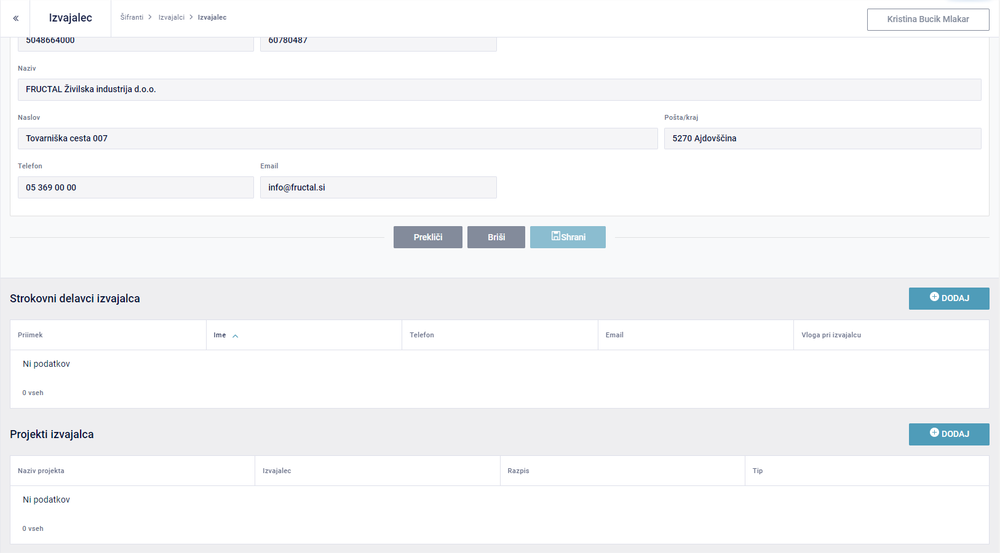 « Izvajalec Šifranti > Izvajalci > Izvajalec Kristina Bucik Mlakar
5048664000 60780487
Naziv
FRUCTAL Živilska industrija d.o.o.
Naslov Pošta/kraj
Tovarniška cesta 007 5270 Ajdovščina
Telefon Email
05 369 00 00 info@fructal.si
Prekliči Briši Shrani
Strokovni delavci izvajalca DODAJ
Priimek Ime Telefon Email Vloga pri izvajalcu
Ni podatkov
0 vseh
Projekti izvajalca DODAJ
Naziv projekta Izvajalec Razpis Tip
Ni podatkov
0 vseh